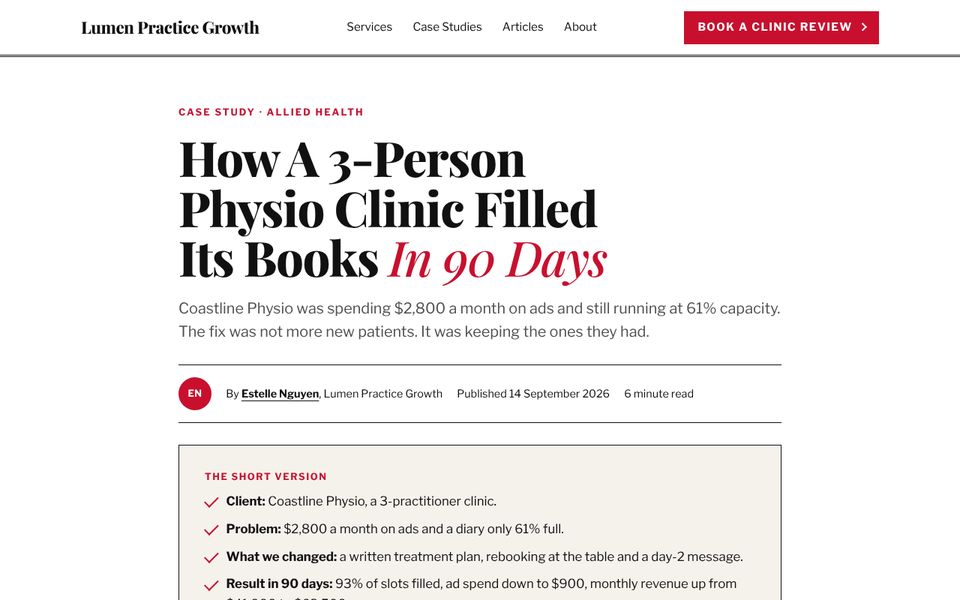 Lumen Practice Growth
Services
Case Studies
Articles
About
BOOK A CLINIC REVIEW
CASE STUDY · ALLIED HEALTH
How A 3-Person
Physio Clinic Filled
Its Books In 90 Days
Coastline Physio was spending $2,800 a month on ads and still running at 61% capacity.
The fix was not more new patients. It was keeping the ones they had.
EN
By Estelle Nguyen, Lumen Practice Growth
Published 14 September 2026
6 minute read
THE SHORT VERSION
Client: Coastline Physio, a 3-practitioner clinic.
Problem: $2,800 a month on ads and a diary only 61% full.
What we changed: a written treatment plan, rebooking at the table and a day-2 message.
Result in 90 days: 93% of slots filled, ad spend down to $900, monthly revenue up from